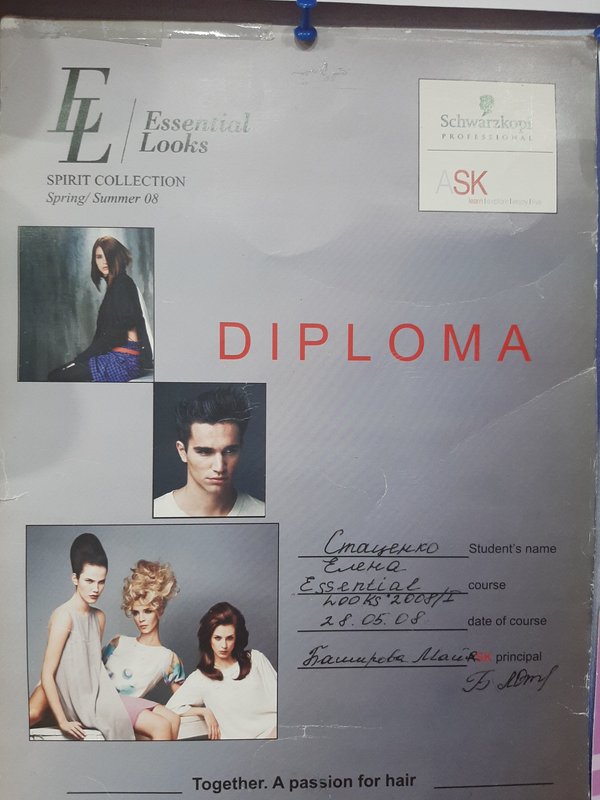 EL
Essential
Looks
SPIRIT COLLECTION
Spring/ Summer 08
Schwarzkopf
PROFESSIONAL
ASK
DIPLOMA
Стаценко Student's name
Елена
Essential course
Looks 2008/I
28.05.08 date of course
Баширова Майя ASK principal
Together. A passion for hair